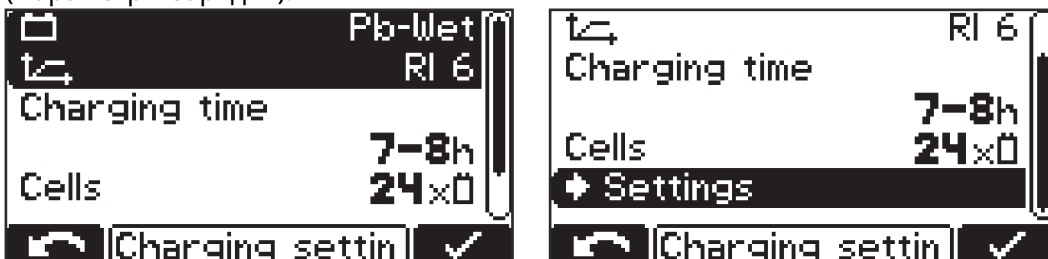 Pb-Wet
RI 6
Charging time
7-8h
Cells 24x
Charging settin
RI 6
Charging time
7-8h
Cells 24x
Settings
Charging settin